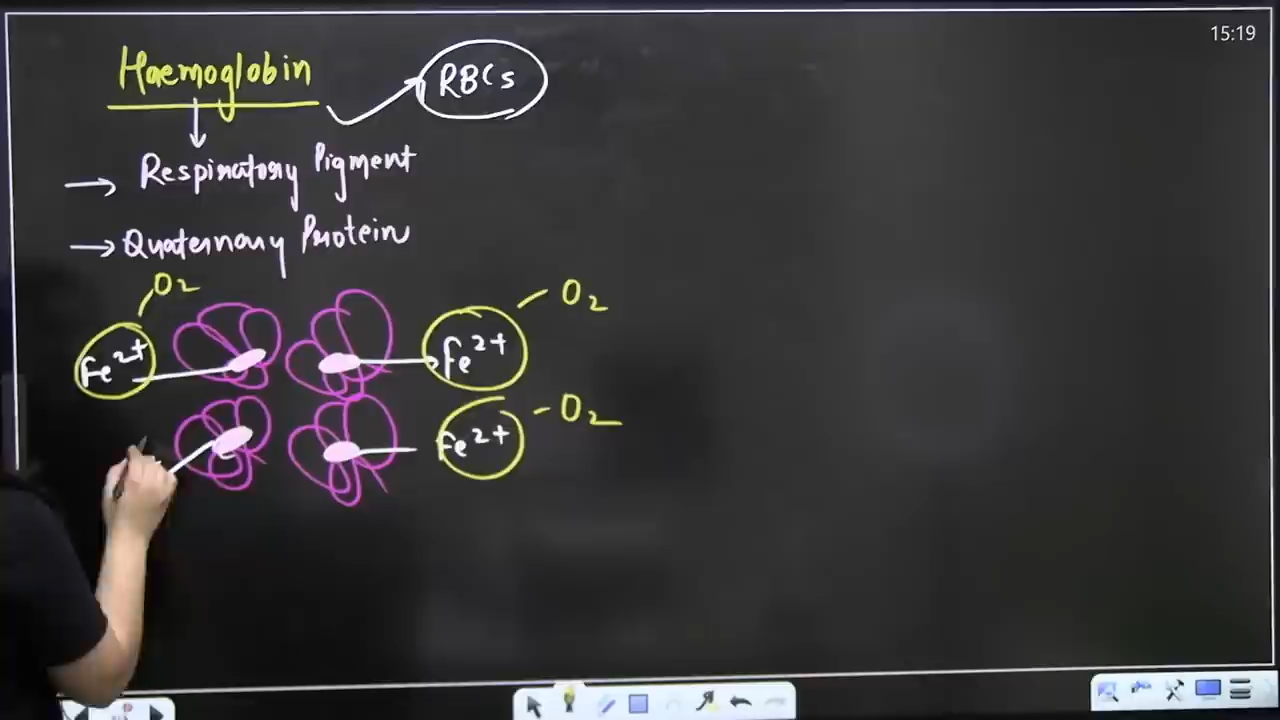 15:19
Haemoglobin
RBCs
Respiratory Pigment
Quaternary Protein
O2
O2
Fe2+
Fe2+
O2
Fe2+